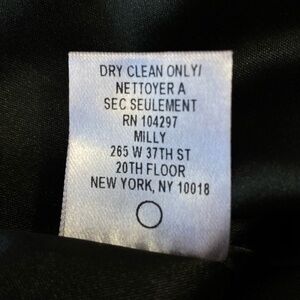 DRY CLEAN ONLY/
NETTOYER A
SEC SEULEMENT
RN 104297
MILLY
265 W 37TH ST
20TH FLOOR
NEW YORK, NY 10018